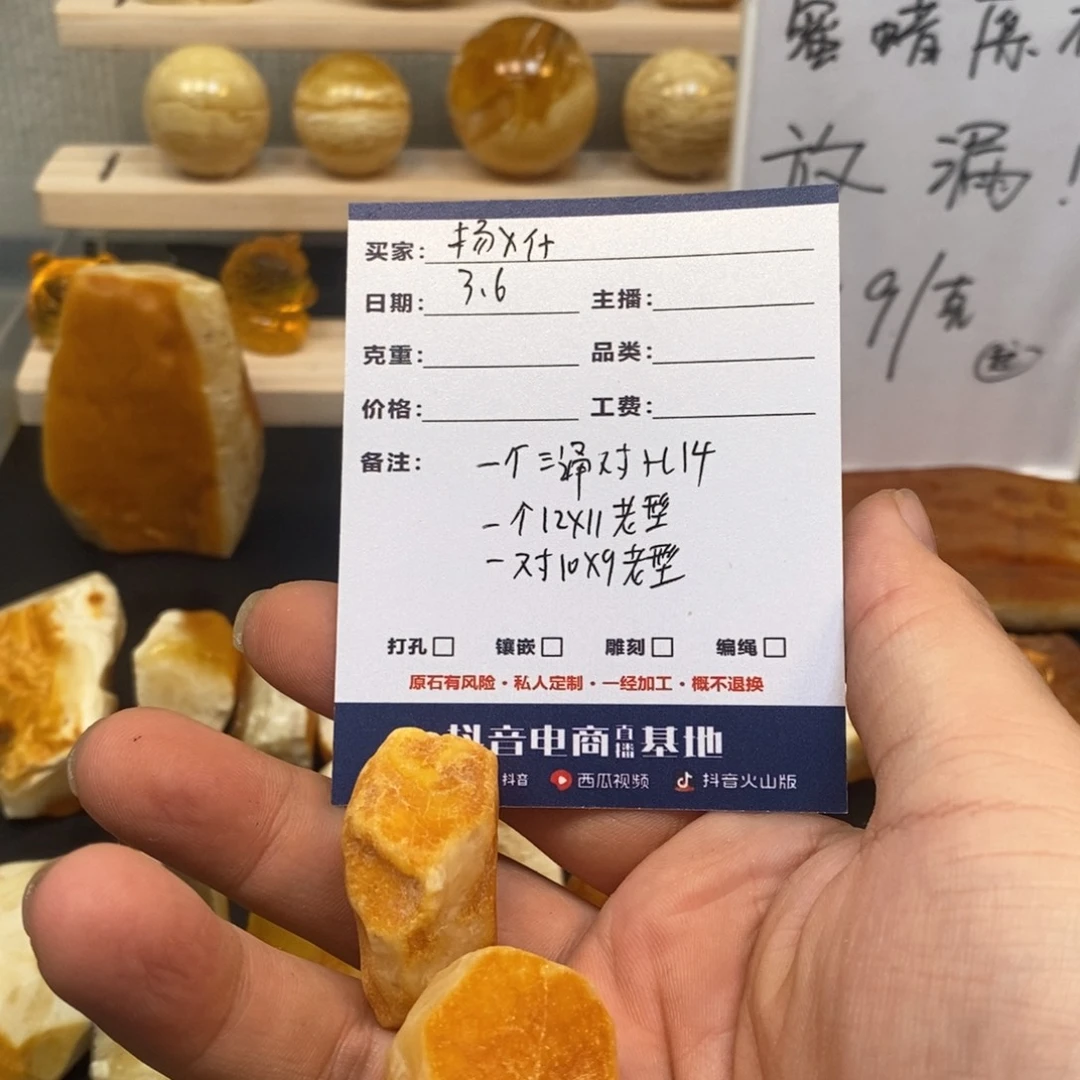 蜜蜡原
放漏！
9/克
起
买家：杨X仕
日期：3.6 主播：
克重： 品类：
价格： 工费：
备注：一个三通对
一个12X11老型
一对10X9老型
打孔□ 镶嵌□ 雕刻□ 编绳□
原石有风险·私人定制·一经加工·概不退换
抖音电商直播基地
抖音 西瓜视频 抖音火山版